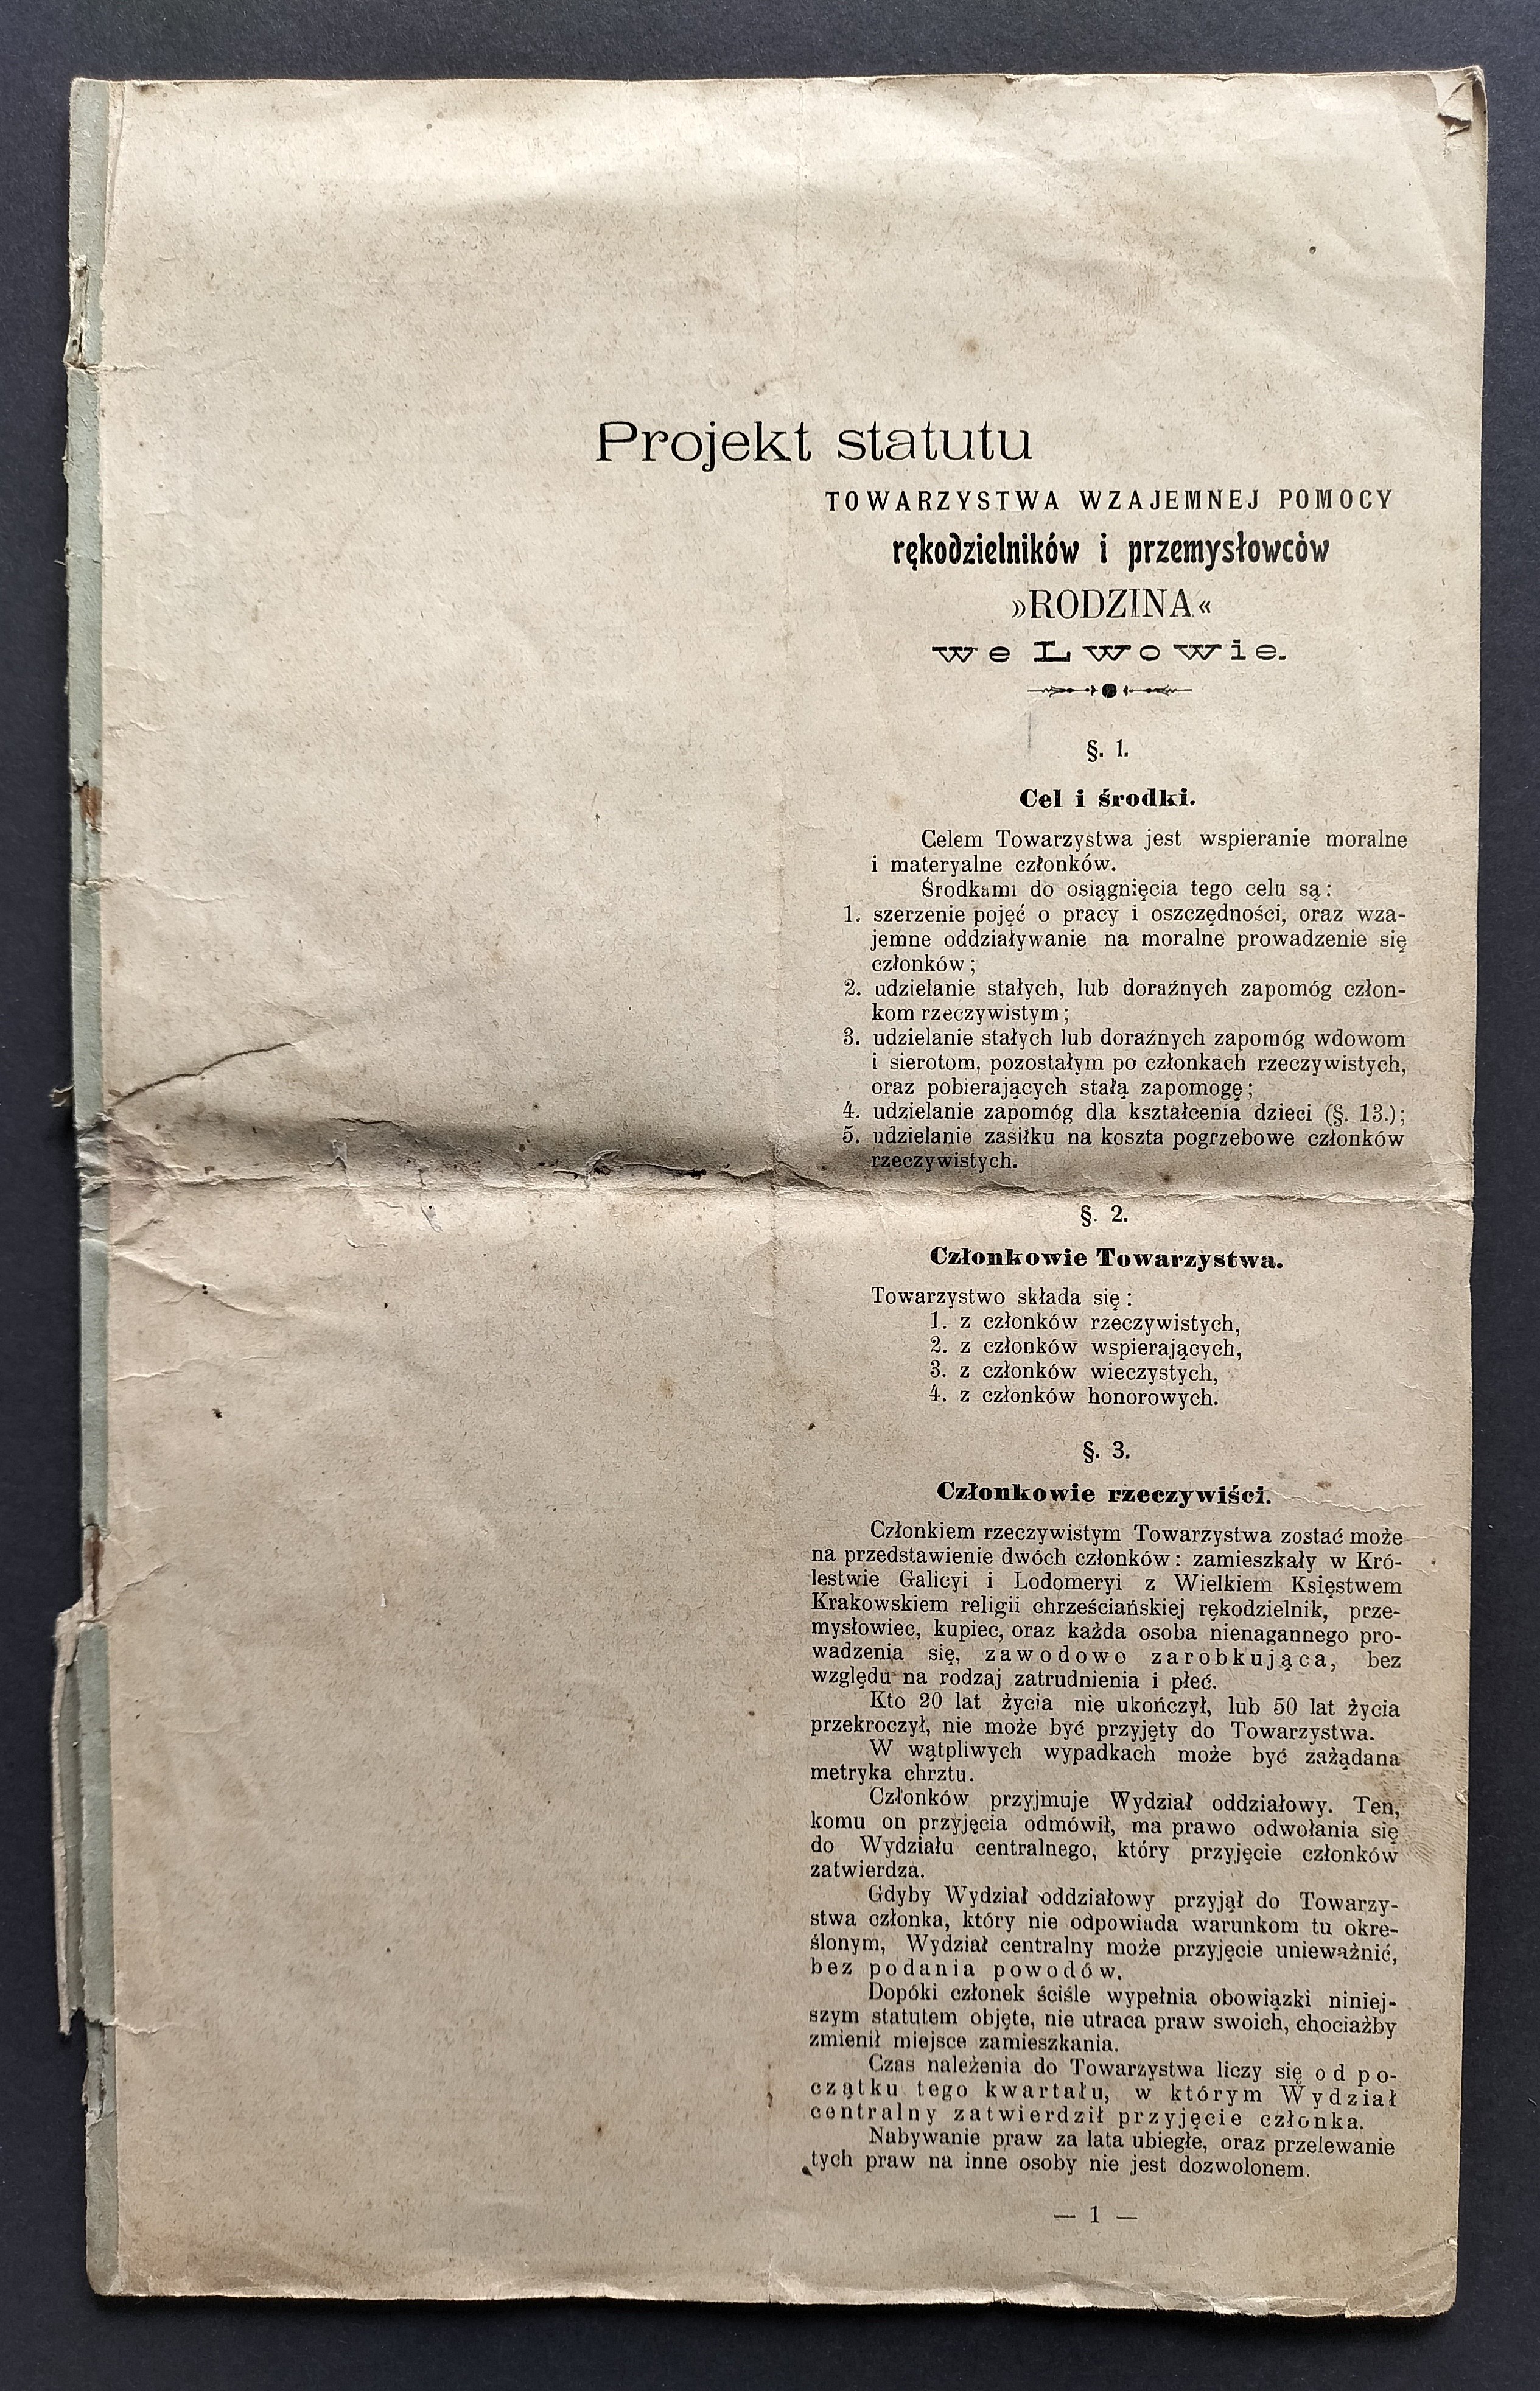 Projekt statutu
TOWARZYSTWA WZAJEMNEJ POMOCY
rękodzielników i przemysłowców
»RODZINA«
we Lwowie.
§. 1.
Cel i środki.
Celem Towarzystwa jest wspieranie moralne
i materyalne członków.
Środkami do osiągnięcia tego celu są:
1. szerzenie pojęć o pracy i oszczędności, oraz wza-
jemne oddziaływanie na moralne prowadzenie się
członków;
2. udzielanie stałych, lub doraźnych zapomóg człon-
kom rzeczywistym;
3. udzielanie stałych lub doraźnych zapomóg wdowom
i sierotom, pozostałym po członkach rzeczywistych,
oraz pobierających stałą zapomogę;
4. udzielanie zapomóg dla kształcenia dzieci (§. 13.);
5. udzielanie zasiłku na koszta pogrzebowe członków
rzeczywistych.
§. 2.
Członkowie Towarzystwa.
Towarzystwo składa się:
1. z członków rzeczywistych,
2. z członków wspierających,
3. z członków wieczystych,
4. z członków honorowych.
§. 3.
Członkowie rzeczywiści.
Członkiem rzeczywistym Towarzystwa zostać może
na przedstawienie dwóch członków: zamieszkały w Kró-
lestwie Galicyi i Lodomeryi z Wielkiem Księstwem
Krakowskiem religii chrześciańskiej rękodzielnik, prze-
mysłowiec, kupiec, oraz każda osoba nienagannego pro-
wadzenia się, zawodowo zarobkująca, bez
względu na rodzaj zatrudnienia i płeć.
Kto 20 lat życia nie ukończył, lub 50 lat życia
przekroczył, nie może być przyjęty do Towarzystwa.
W wątpliwych wypadkach może być zażądana
metryka chrztu.
Członków przyjmuje Wydział oddziałowy. Ten,
komu on przyjęcia odmówił, ma prawo odwołania się
do Wydziału centralnego, który przyjęcie członków
zatwierdza.
Gdyby Wydział oddziałowy przyjął do Towarzy-
stwa członka, który nie odpowiada warunkom tu okre-
ślonym, Wydział centralny może przyjęcie unieważnić,
bez podania powodów.
Dopóki członek ściśle wypełnia obowiązki niniej-
szym statutem objęte, nie utraca praw swoich, chociażby
zmienił miejsce zamieszkania.
Czas należenia do Towarzystwa liczy się od po-
czątku tego kwartału, w którym Wydział
centralny zatwierdził przyjęcie członka.
Nabywanie praw za lata ubiegłe, oraz przelewanie
tych praw na inne osoby nie jest dozwolonem.
— 1 —